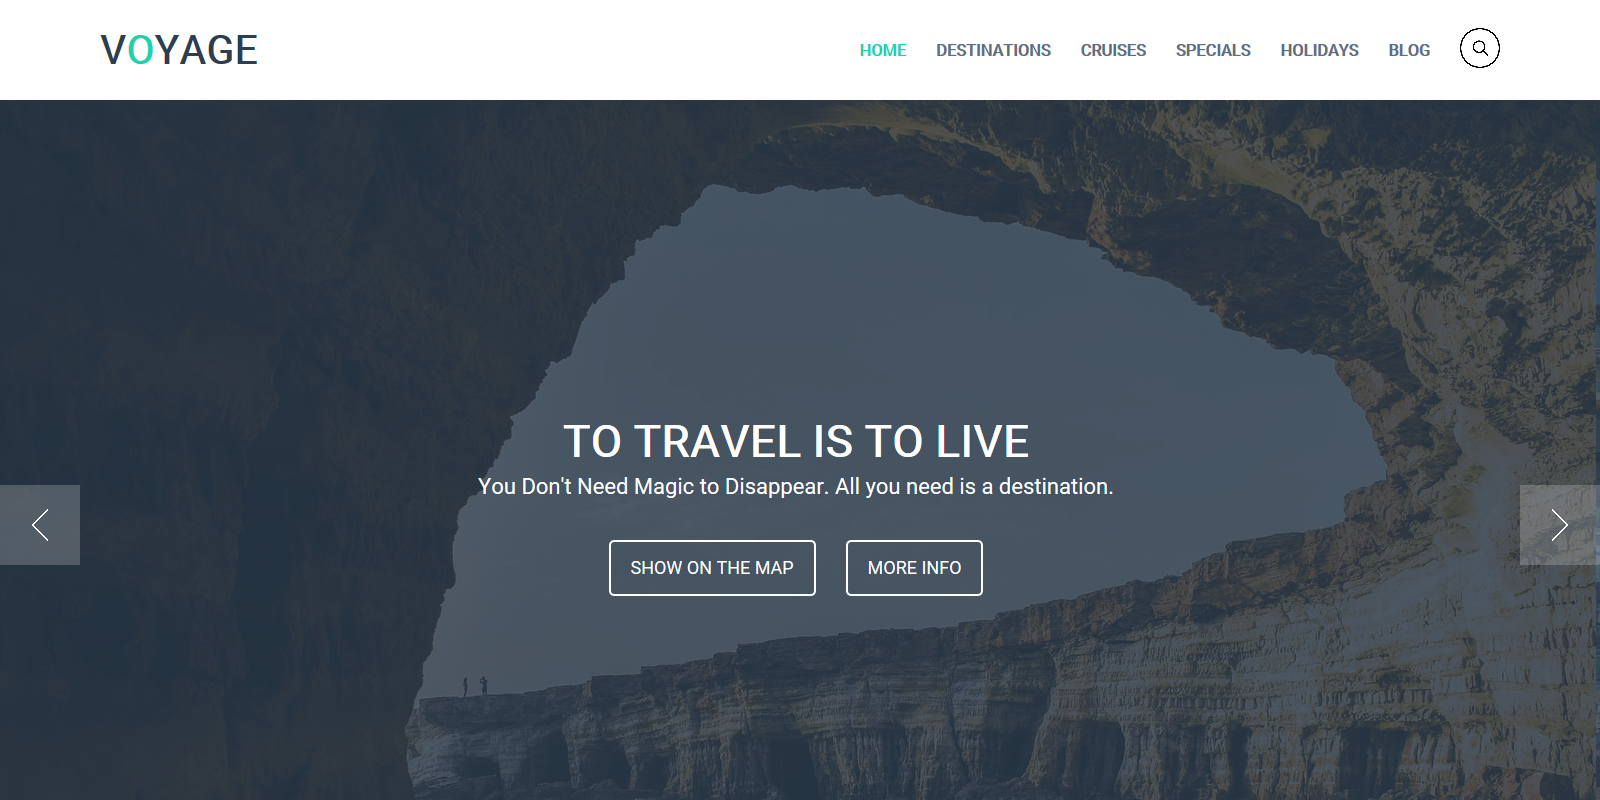 VOYAGE
HOME DESTINATIONS CRUISES SPECIALS HOLIDAYS BLOG
TO TRAVEL IS TO LIVE
You Don't Need Magic to Disappear. All you need is a destination.
SHOW ON THE MAP MORE INFO